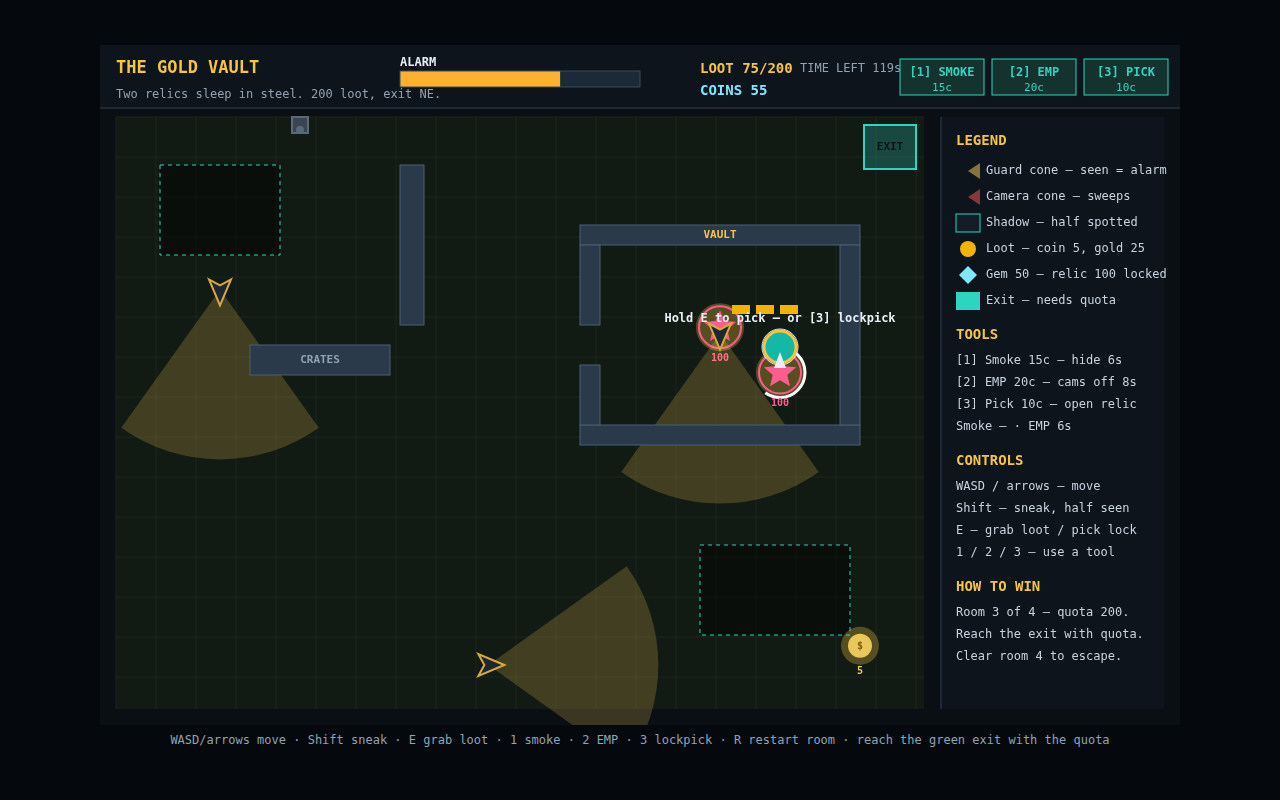 THE GOLD VAULT
Two relics sleep in steel. 200 loot, exit NE.
ALARM
LOOT 75/200 TIME LEFT 119s
COINS 55
[1] SMOKE
15c
[2] EMP
20c
[3] PICK
10c
EXIT
VAULT
Hold E to pick — or [3] lockpick
100
CRATES
100
$
5
LEGEND
Guard cone — seen = alarm
Camera cone — sweeps
Shadow — half spotted
Loot — coin 5, gold 25
Gem 50 — relic 100 locked
Exit — needs quota
TOOLS
[1] Smoke 15c — hide 6s
[2] EMP 20c — cams off 8s
[3] Pick 10c — open relic
Smoke — · EMP 6s
CONTROLS
WASD / arrows — move
Shift — sneak, half seen
E — grab loot / pick lock
1 / 2 / 3 — use a tool
HOW TO WIN
Room 3 of 4 — quota 200.
Reach the exit with quota.
Clear room 4 to escape.
WASD/arrows move · Shift sneak · E grab loot · 1 smoke · 2 EMP · 3 lockpick · R restart room · reach the green exit with the quota